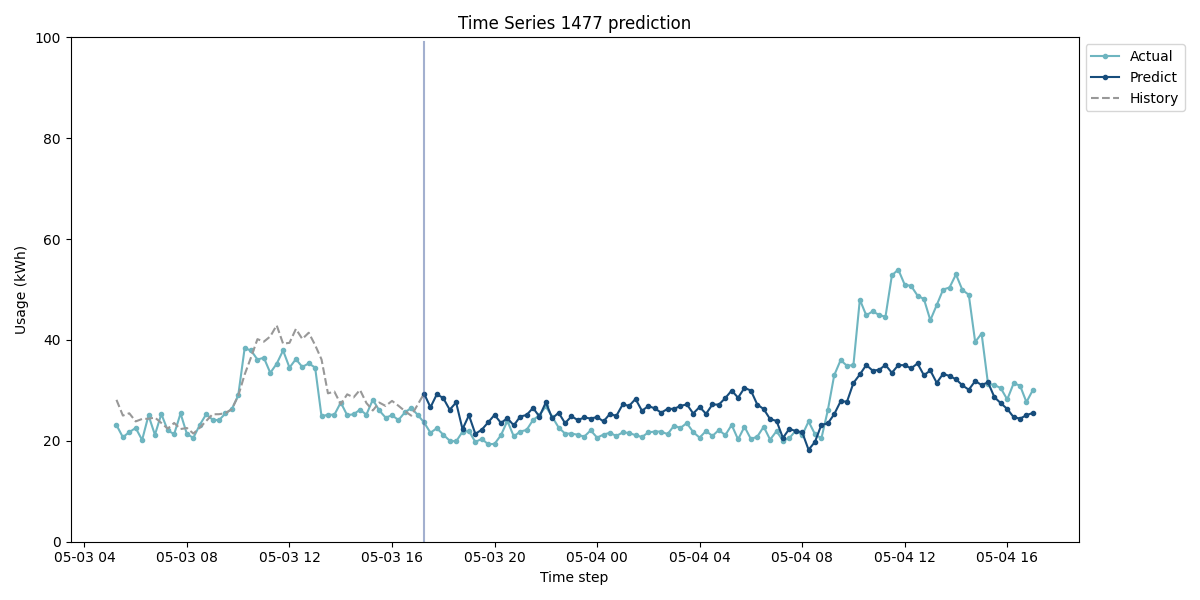 Time Series 1477 prediction
100
80
60
40
20
0
Usage (kWh)
05-03 04
05-03 08
05-03 12
05-03 16
05-03 20
05-04 00
05-04 04
05-04 08
05-04 12
05-04 16
Time step
Actual
Predict
History